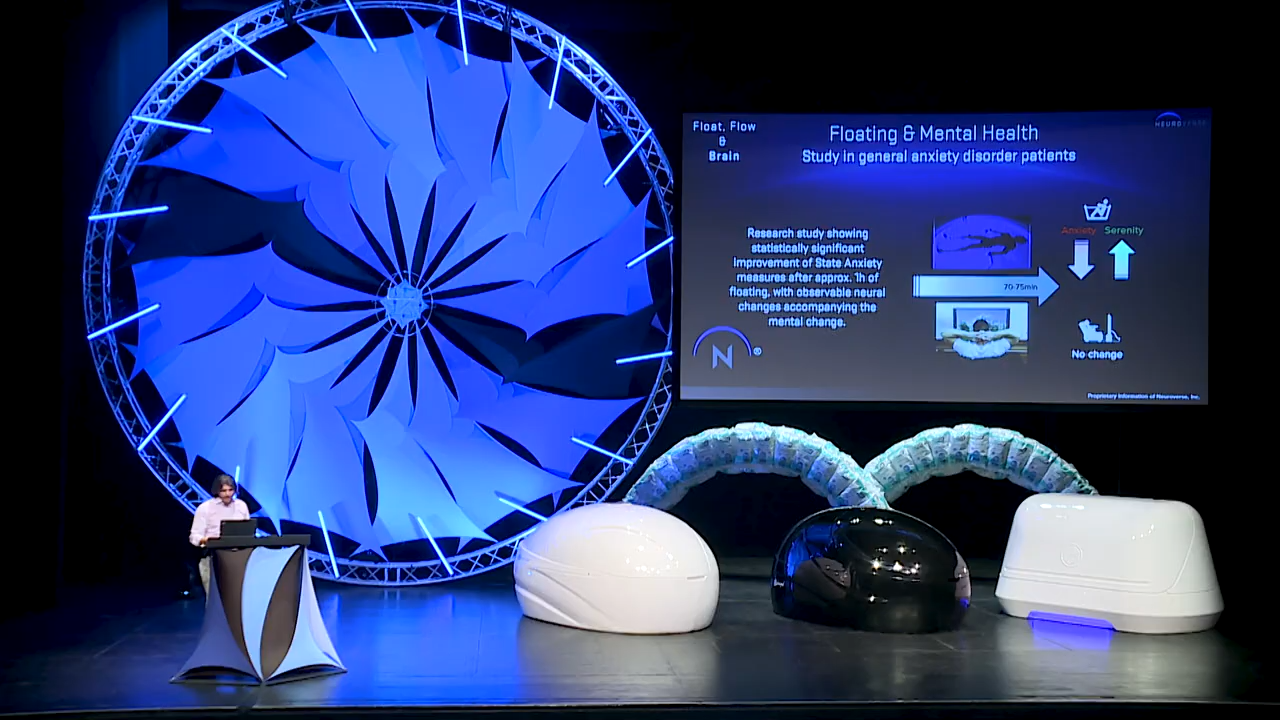 Float, Flow
&
Brain
Floating & Mental Health
Study in general anxiety disorder patients
Research study showing
statistically significant
improvement of State Anxiety
measures after approx. 1h of
floating, with observable neural
changes accompanying the
mental change.
70-75min
Anxiety
Serenity
No change
N®
Proprietary Information of Neuroverse, Inc.
NEUROVERSE